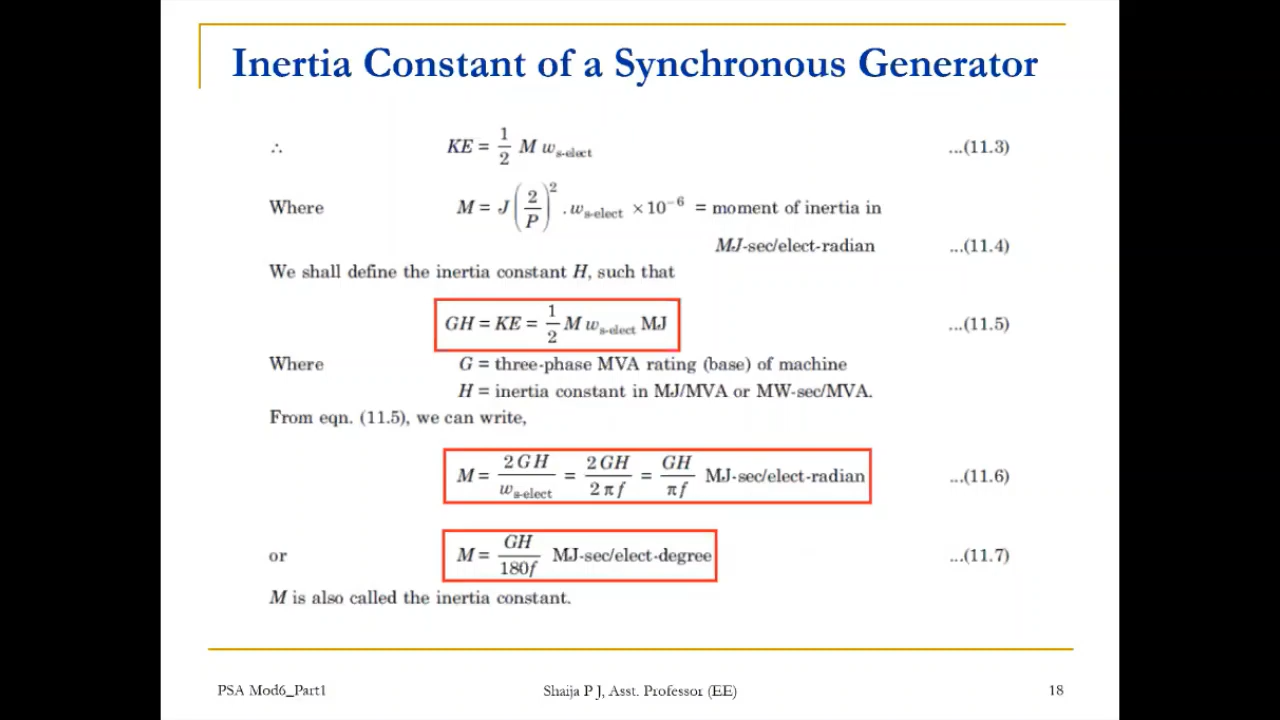 Inertia Constant of a Synchronous Generator
∴ KE = 1/2 M w_s-elect ...(11.3)
Where M = J (2/P)^2 . w_s-elect × 10^–6 = moment of inertia in
MJ-sec/elect-radian ...(11.4)
We shall define the inertia constant H, such that
GH = KE = 1/2 M w_s-elect MJ ...(11.5)
Where G = three-phase MVA rating (base) of machine
H = inertia constant in MJ/MVA or MW-sec/MVA.
From eqn. (11.5), we can write,
M = 2GH/w_s-elect = 2GH/2πf = GH/πf MJ-sec/elect-radian ...(11.6)
or M = GH/180f MJ-sec/elect-degree ...(11.7)
M is also called the inertia constant.
PSA Mod6_Part1 Shaija P J, Asst. Professor (EE) 18